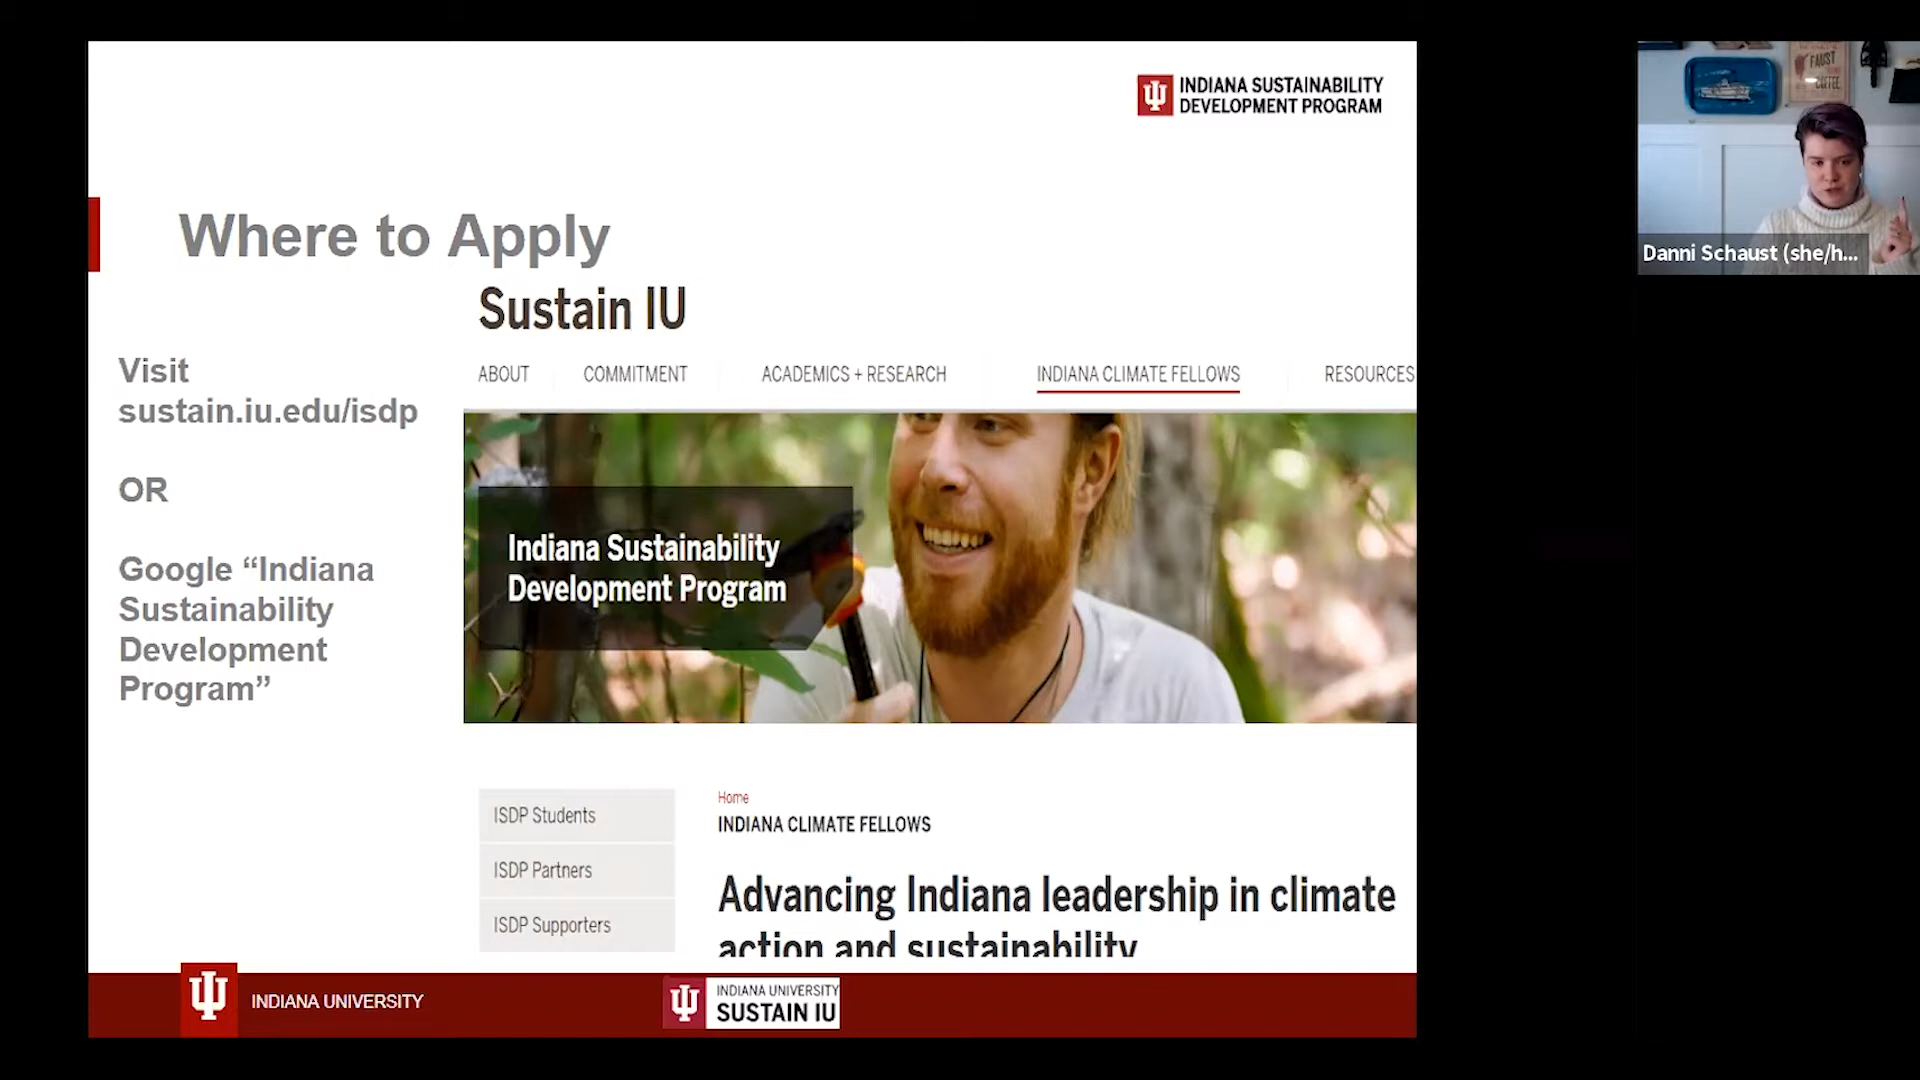 INDIANA SUSTAINABILITY
DEVELOPMENT PROGRAM
Where to Apply
Visit
sustain.iu.edu/isdp
OR
Google “Indiana
Sustainability
Development
Program”
Sustain IU
ABOUT
COMMITMENT
ACADEMICS + RESEARCH
INDIANA CLIMATE FELLOWS
RESOURCES
Indiana Sustainability
Development Program
ISDP Students
ISDP Partners
ISDP Supporters
Home
INDIANA CLIMATE FELLOWS
Advancing Indiana leadership in climate
action and sustainability
INDIANA UNIVERSITY
INDIANA UNIVERSITY
SUSTAIN IU
FAUST
COFFEE
Danni Schaust (she/h...